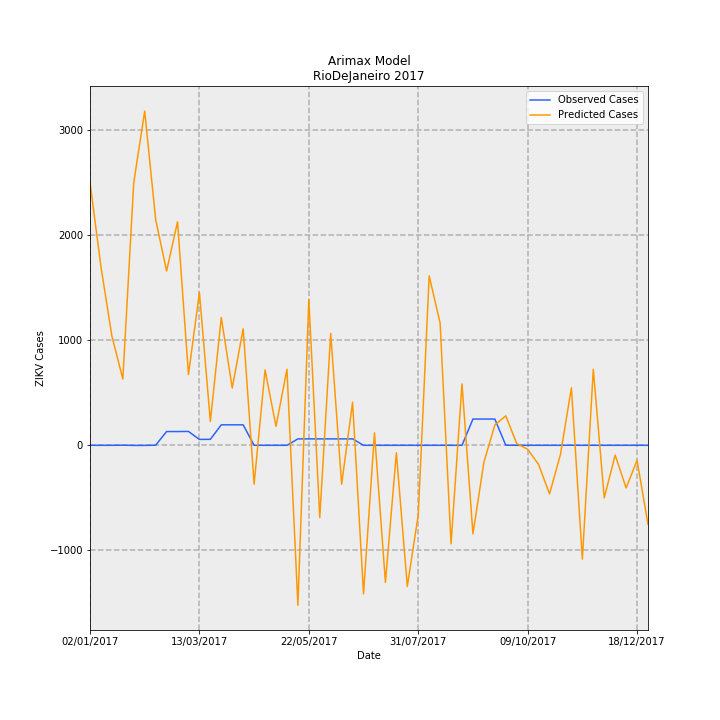 Arimax Model
RioDeJaneiro 2017
Observed Cases
Predicted Cases
3000
2000
1000
0
−1000
ZIKV Cases
02/01/2017 13/03/2017 22/05/2017 31/07/2017 09/10/2017 18/12/2017
Date